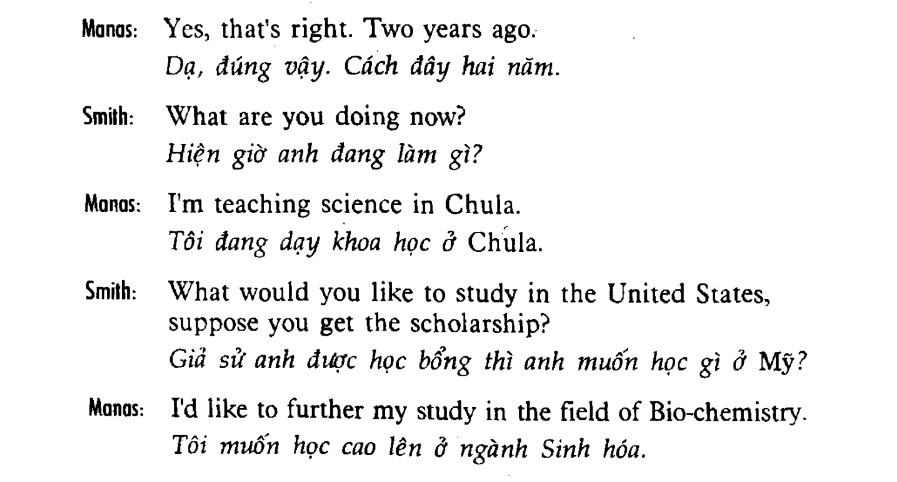 Manas: Yes, that's right. Two years ago.
Dạ, đúng vậy. Cách đây hai năm.
Smith: What are you doing now?
Hiện giờ anh đang làm gì?
Manas: I'm teaching science in Chula.
Tôi đang dạy khoa học ở Chula.
Smith: What would you like to study in the United States,
suppose you get the scholarship?
Giả sử anh được học bổng thì anh muốn học gì ở Mỹ?
Manas: I'd like to further my study in the field of Bio-chemistry.
Tôi muốn học cao lên ở ngành Sinh hóa.